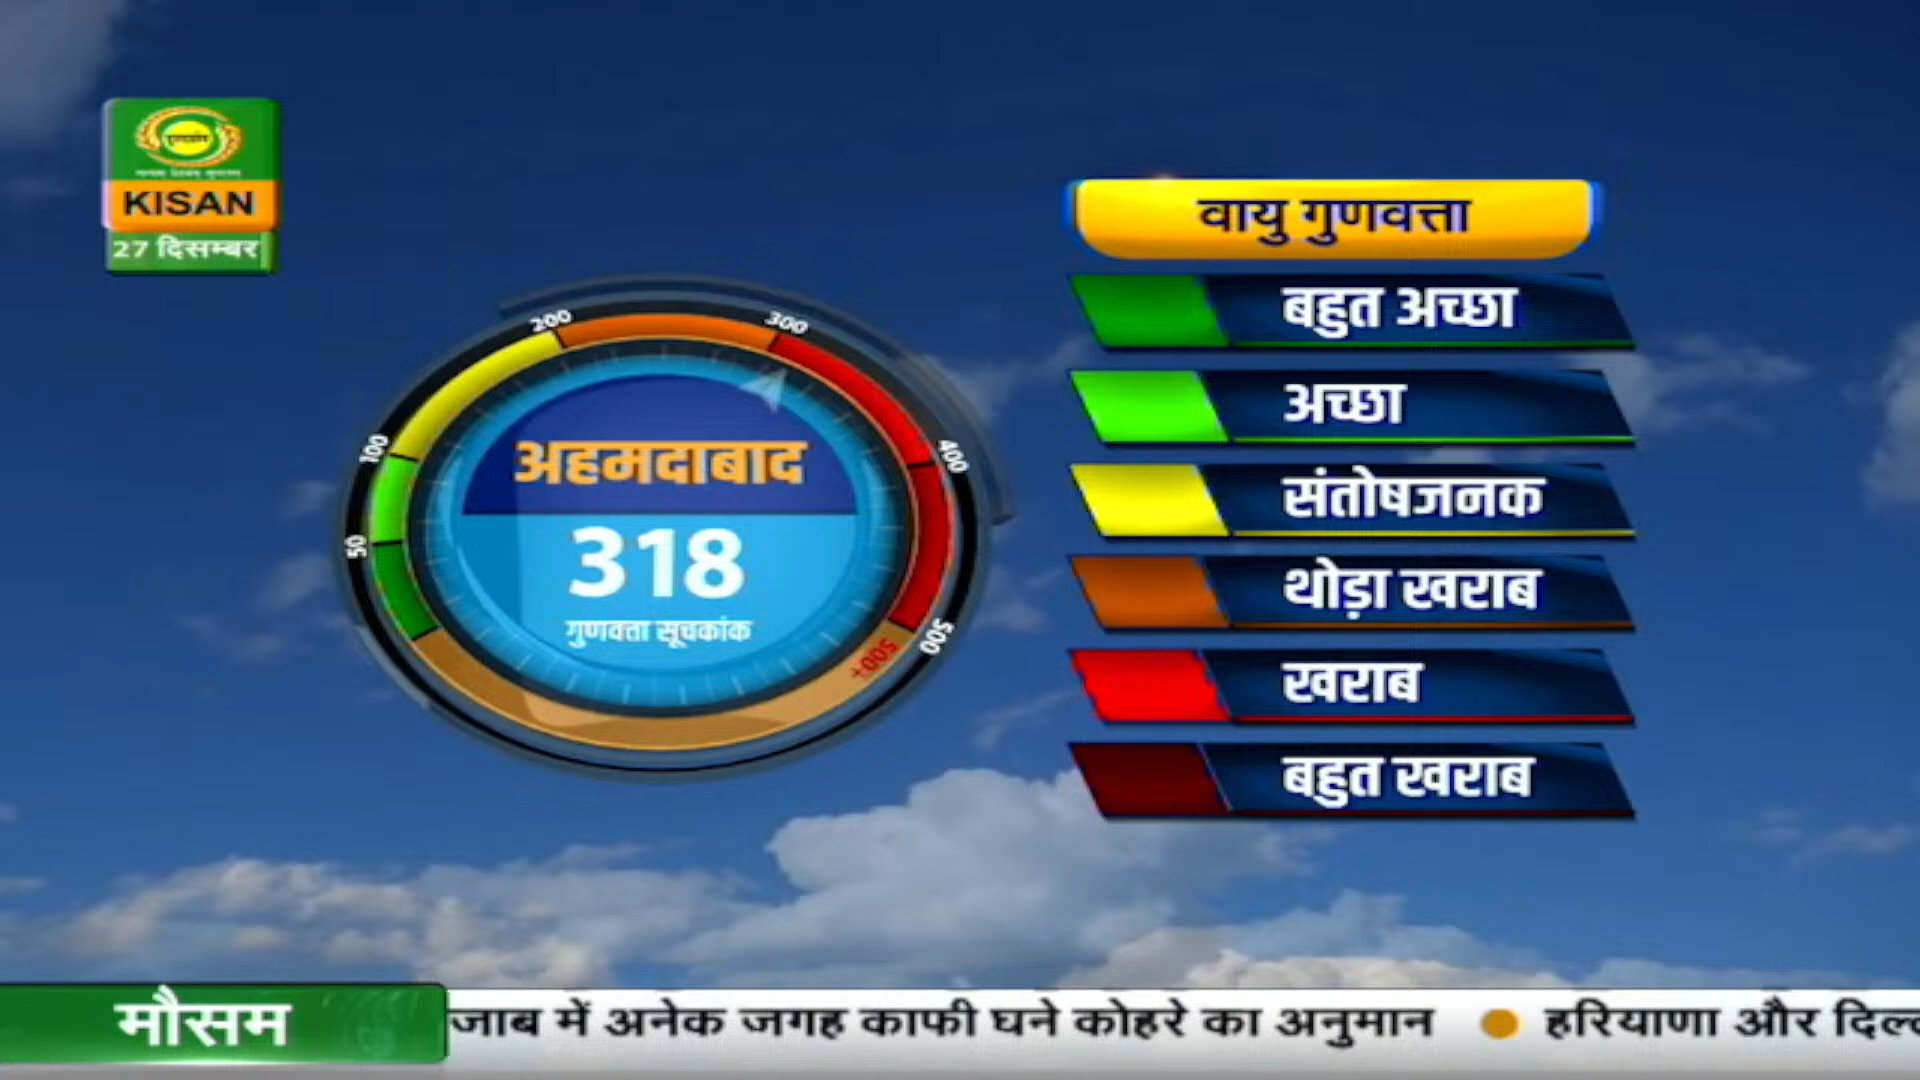 KISAN
27 दिसम्बर
वायु गुणवत्ता
बहुत अच्छा
अच्छा
संतोषजनक
थोड़ा खराब
खराब
बहुत खराब
50
100
200
300
400
500
500+
अहमदाबाद
318
गुणवत्ता सूचकांक
मौसम
जाब में अनेक जगह काफी घने कोहरे का अनुमान
हरियाणा और